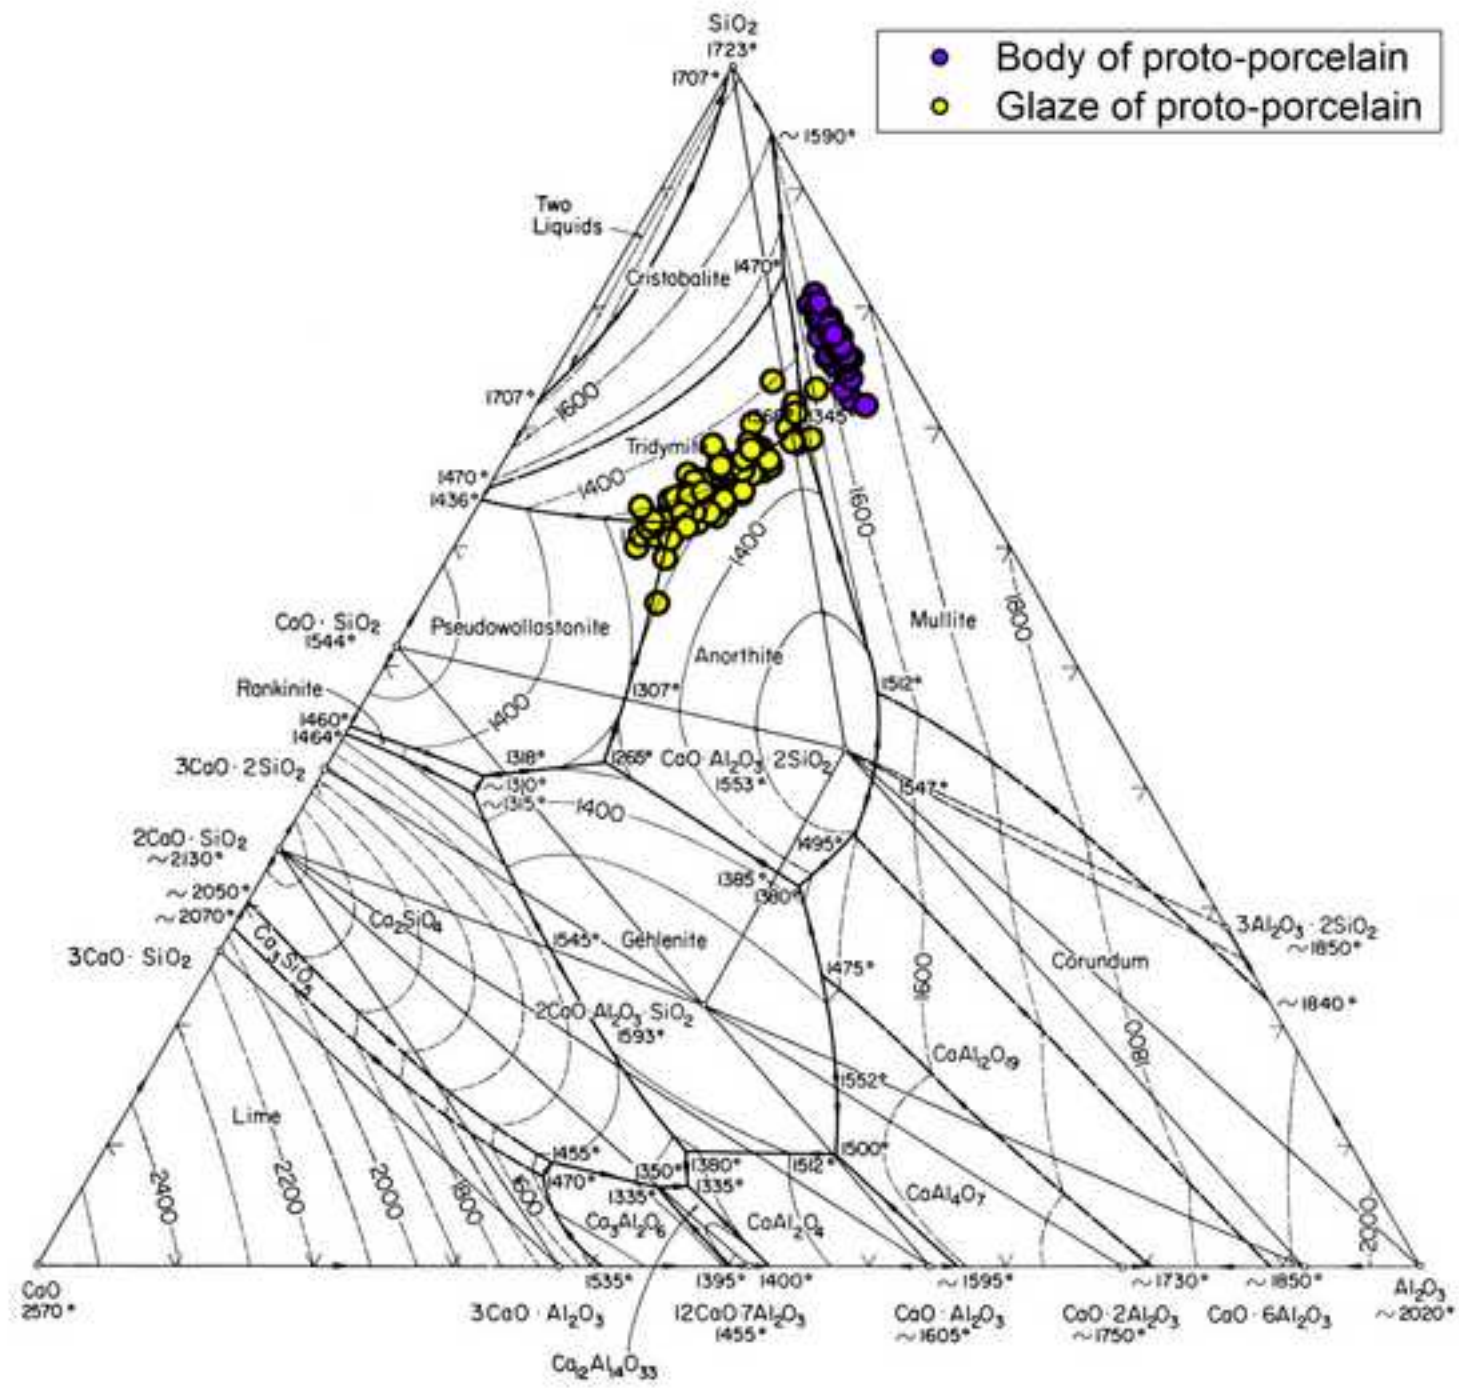 SiO₂
1723°
1707°
Body of proto-porcelain
Glaze of proto-porcelain
~1590°
Two
Liquids
Cristobalite
1470°
1707°
1600
1345°
Tridymite
1470°
1436°
1400
1400
1600
CaO·SiO₂
1544°
Pseudowollastonite
Anorthite
Mullite
1800
Rankinite
1307°
1512°
1460°
1464°
1400
3CaO·2SiO₂
1318°
1265°
CaO·Al₂O₃·2SiO₂
1553°
~1310°
~1315°
1400
1547°
2CaO·SiO₂
~2130°
1495°
1385°
1380°
~2050°
~2070°
Ca₂SiO₄
Ca₃SiO₅
3CaO·SiO₂
1545°
Gehlenite
3Al₂O₃·2SiO₂
~1850°
Corundum
1475°
1600
~1840°
2CaO·Al₂O₃·SiO₂
1593°
CaAl₁₂O₁₉
1800
1552°
Lime
1455°
1470°
1350°
1380°
1335°
1335°
1512°
1500°
2400
2200
2000
1800
1600
Ca₃Al₂O₆
CaAl₂O₄
CaAl₄O₇
2000
CaO
2570°
1535°
1395°
1400°
~1595°
~1730°
~1850°
Al₂O₃
~2020°
3CaO·Al₂O₃
12CaO·7Al₂O₃
1455°
CaO·Al₂O₃
~1605°
CaO·2Al₂O₃
~1750°
CaO·6Al₂O₃
Ca₁₂Al₁₄O₃₃